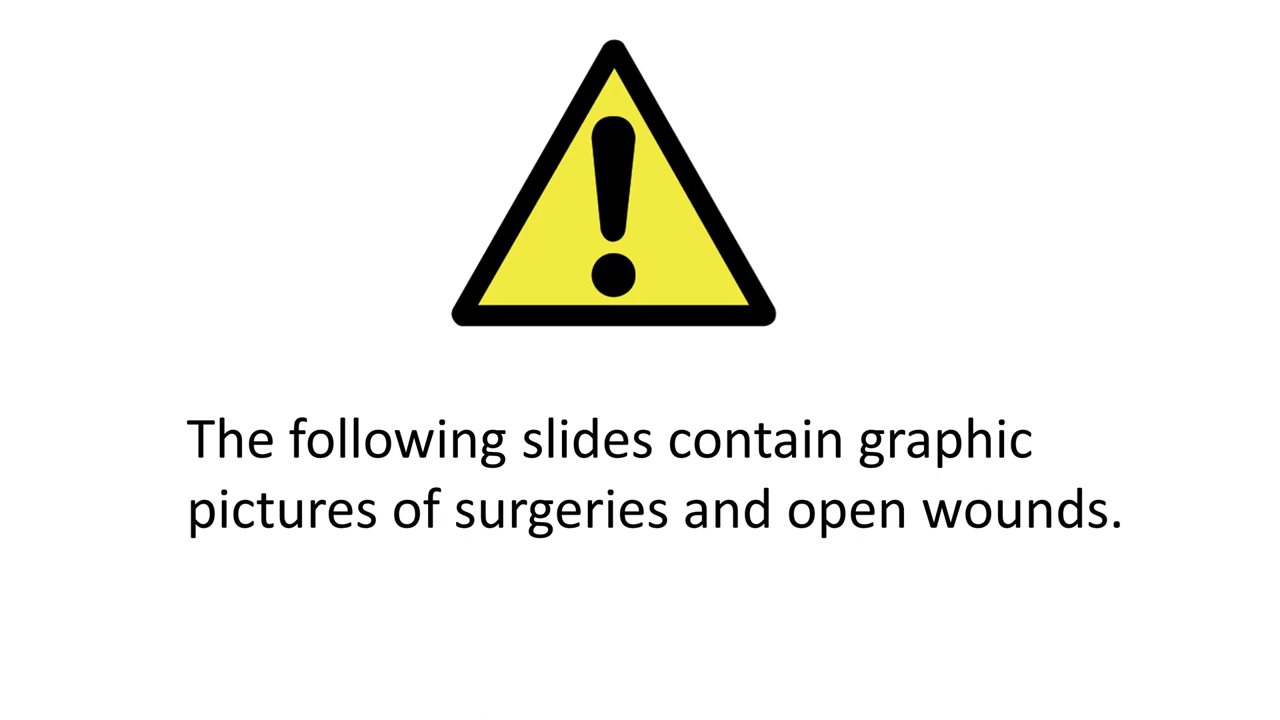 The following slides contain graphic
pictures of surgeries and open wounds.